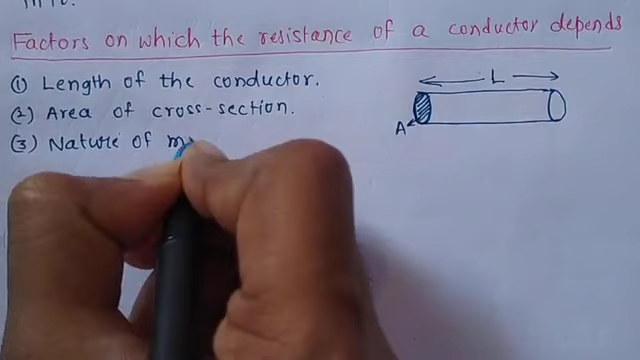 Factors on which the resistance of a conductor depends
(1) Length of the conductor.
L
(2) Area of cross-section.
A
(3) Nature of m